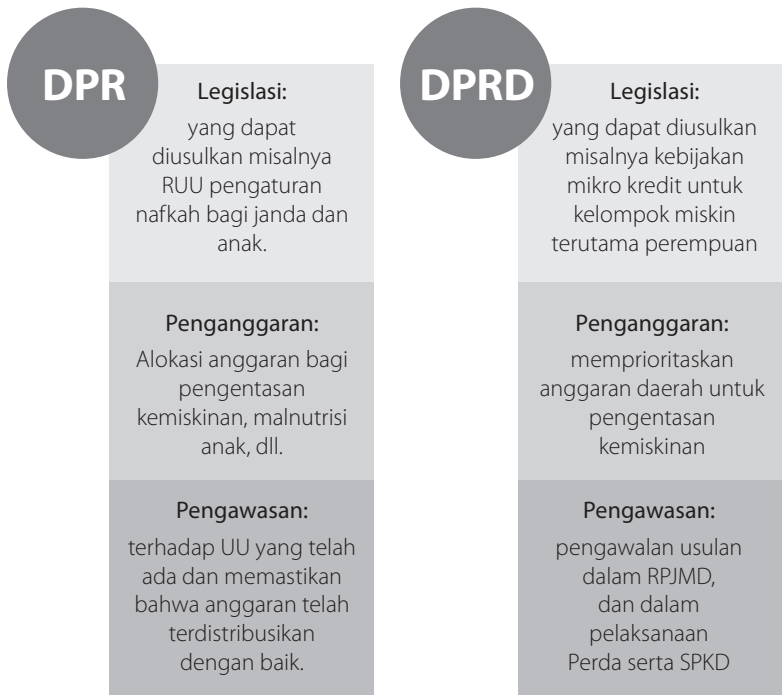 DPR
Legislasi:
yang dapat
diusulkan misalnya
RUU pengaturan
nafkah bagi janda dan
anak.
Penganggaran:
Alokasi anggaran bagi
pengentasan
kemiskinan, malnutrisi
anak, dll.
Pengawasan:
terhadap UU yang telah
ada dan memastikan
bahwa anggaran telah
terdistribusikan
dengan baik.
DPRD
Legislasi:
yang dapat diusulkan
misalnya kebijakan
mikro kredit untuk
kelompok miskin
terutama perempuan
Penganggaran:
memprioritaskan
anggaran daerah untuk
pengentasan
kemiskinan
Pengawasan:
pengawalan usulan
dalam RPJMD,
dan dalam
pelaksanaan
Perda serta SPKD